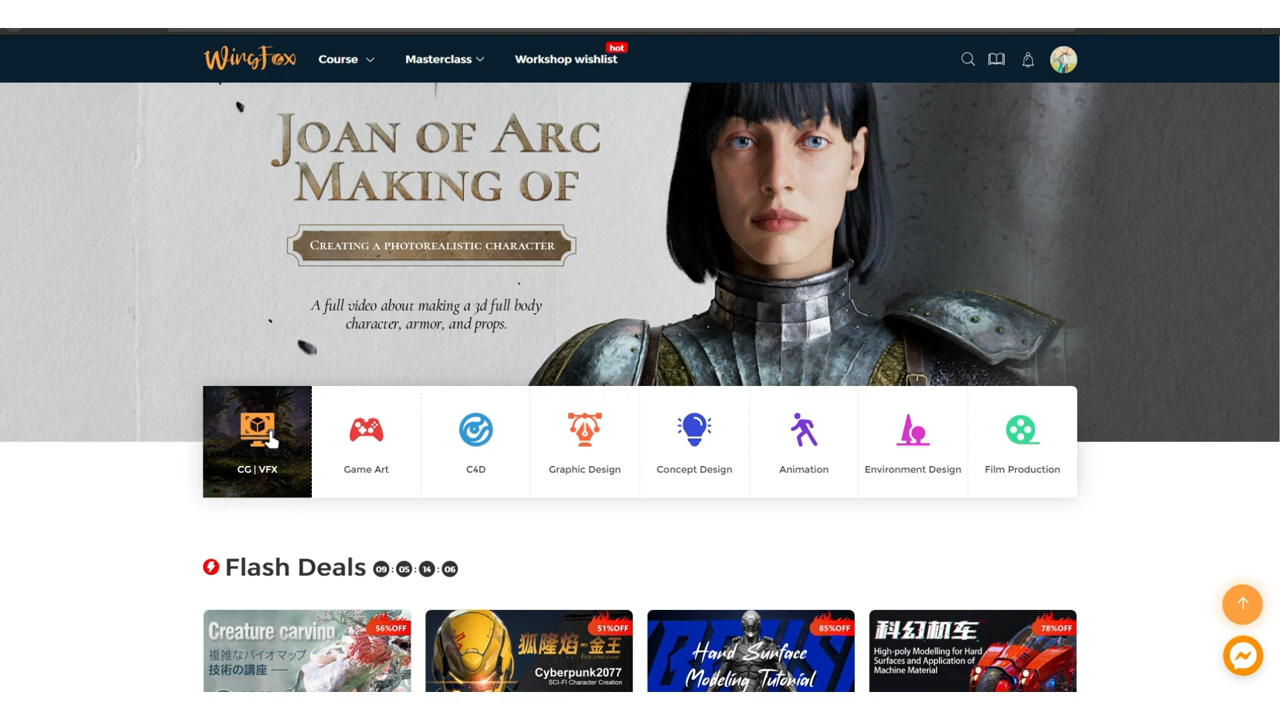 WingFox
Course
Masterclass
Workshop wishlist
hot
JOAN OF ARC
MAKING OF
CREATING A PHOTOREALISTIC CHARACTER
A full video about making a 3d full body
character, armor, and props.
CG | VFX
Game Art
C4D
Graphic Design
Concept Design
Animation
Environment Design
Film Production
Flash Deals 09 : 05 : 14 : 06
Creature carving
56%OFF
複雑なバイオマップ
技術の講座
51%OFF
狐隆焰-金王
Cyberpunk2077
SCI-FI Character Creation
85%OFF
Hard Surface
Modeling Tutorial
78%OFF
科幻机车
High-poly Modelling for Hard
Surfaces and Application of
Machine Material